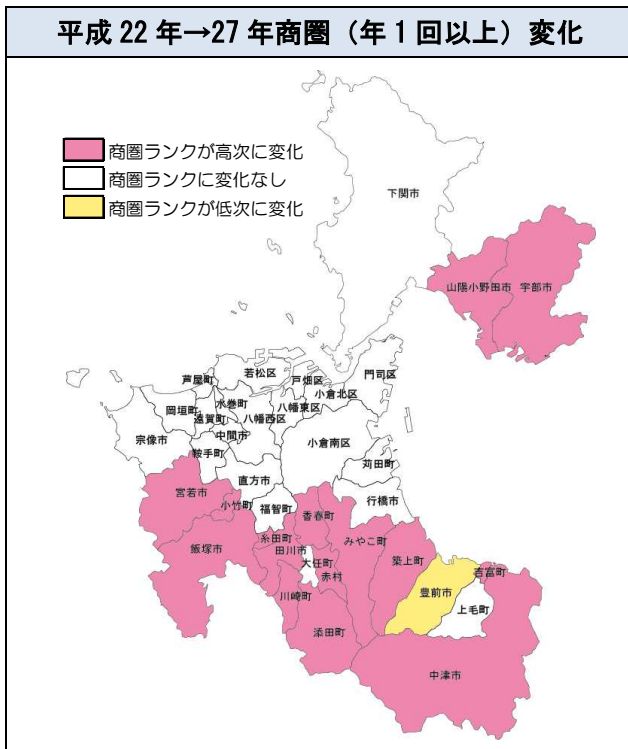 平成 22 年→27 年商圏（年 1 回以上）変化
商圏ランクが高次に変化
商圏ランクに変化なし
商圏ランクが低次に変化
下関市
山陽小野田市
宇部市
門司区
若松区
戸畑区
小倉北区
芦屋町
水巻町
八幡東区
岡垣町
遠賀町
八幡西区
中間市
宗像市
小倉南区
鞍手町
苅田町
直方市
宮若市
行橋市
小竹町
福智町
香春町
糸田町
みやこ町
飯塚市
田川市
築上町
大任町
赤村
吉富町
川崎町
豊前市
上毛町
添田町
中津市